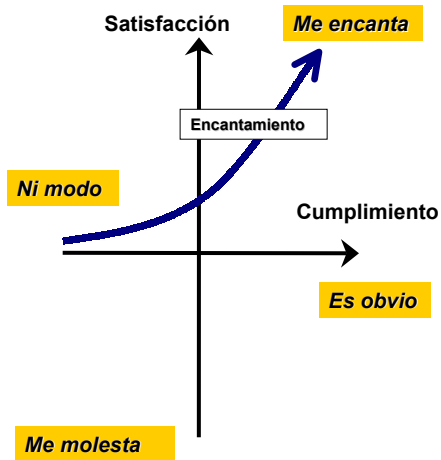 Satisfacción
Me encanta
Encantamiento
Ni modo
Cumplimiento
Es obvio
Me molesta